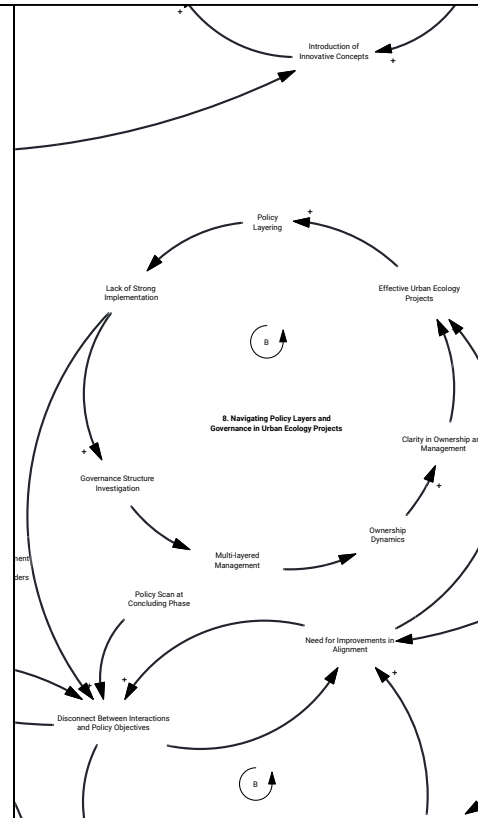 +
Introduction of
Innovative Concepts
+
Policy
Layering
+
Lack of Strong
Implementation
Effective Urban Ecology
Projects
B
8. Navigating Policy Layers and
Governance in Urban Ecology Projects
Clarity in Ownership
Management
+
Governance Structure
Investigation
+
Ownership
Dynamics
Multi-layered
Management
Policy Scan at
Concluding Phase
Need for Improvements in
Alignment
+
+
+
Disconnect Between Interactions
and Policy Objectives
B